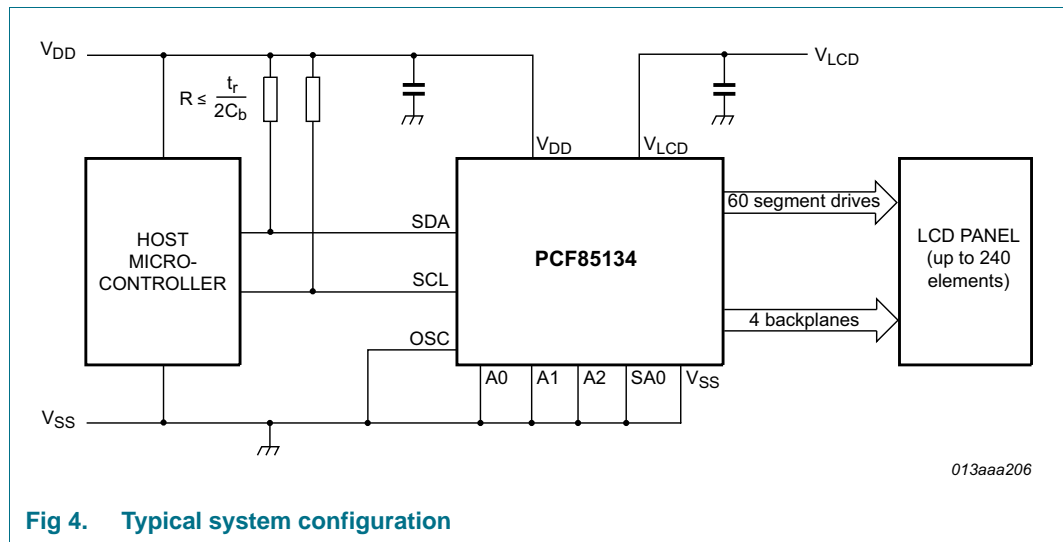 VDD
VLCD
R ≤ tr
2Cb
VDD
VLCD
HOST
MICRO-
CONTROLLER
SDA
SCL
OSC
PCF85134
60 segment drives
4 backplanes
LCD PANEL
(up to 240
elements)
A0 A1 A2 SA0 VSS
VSS
013aaa206
Fig 4. Typical system configuration